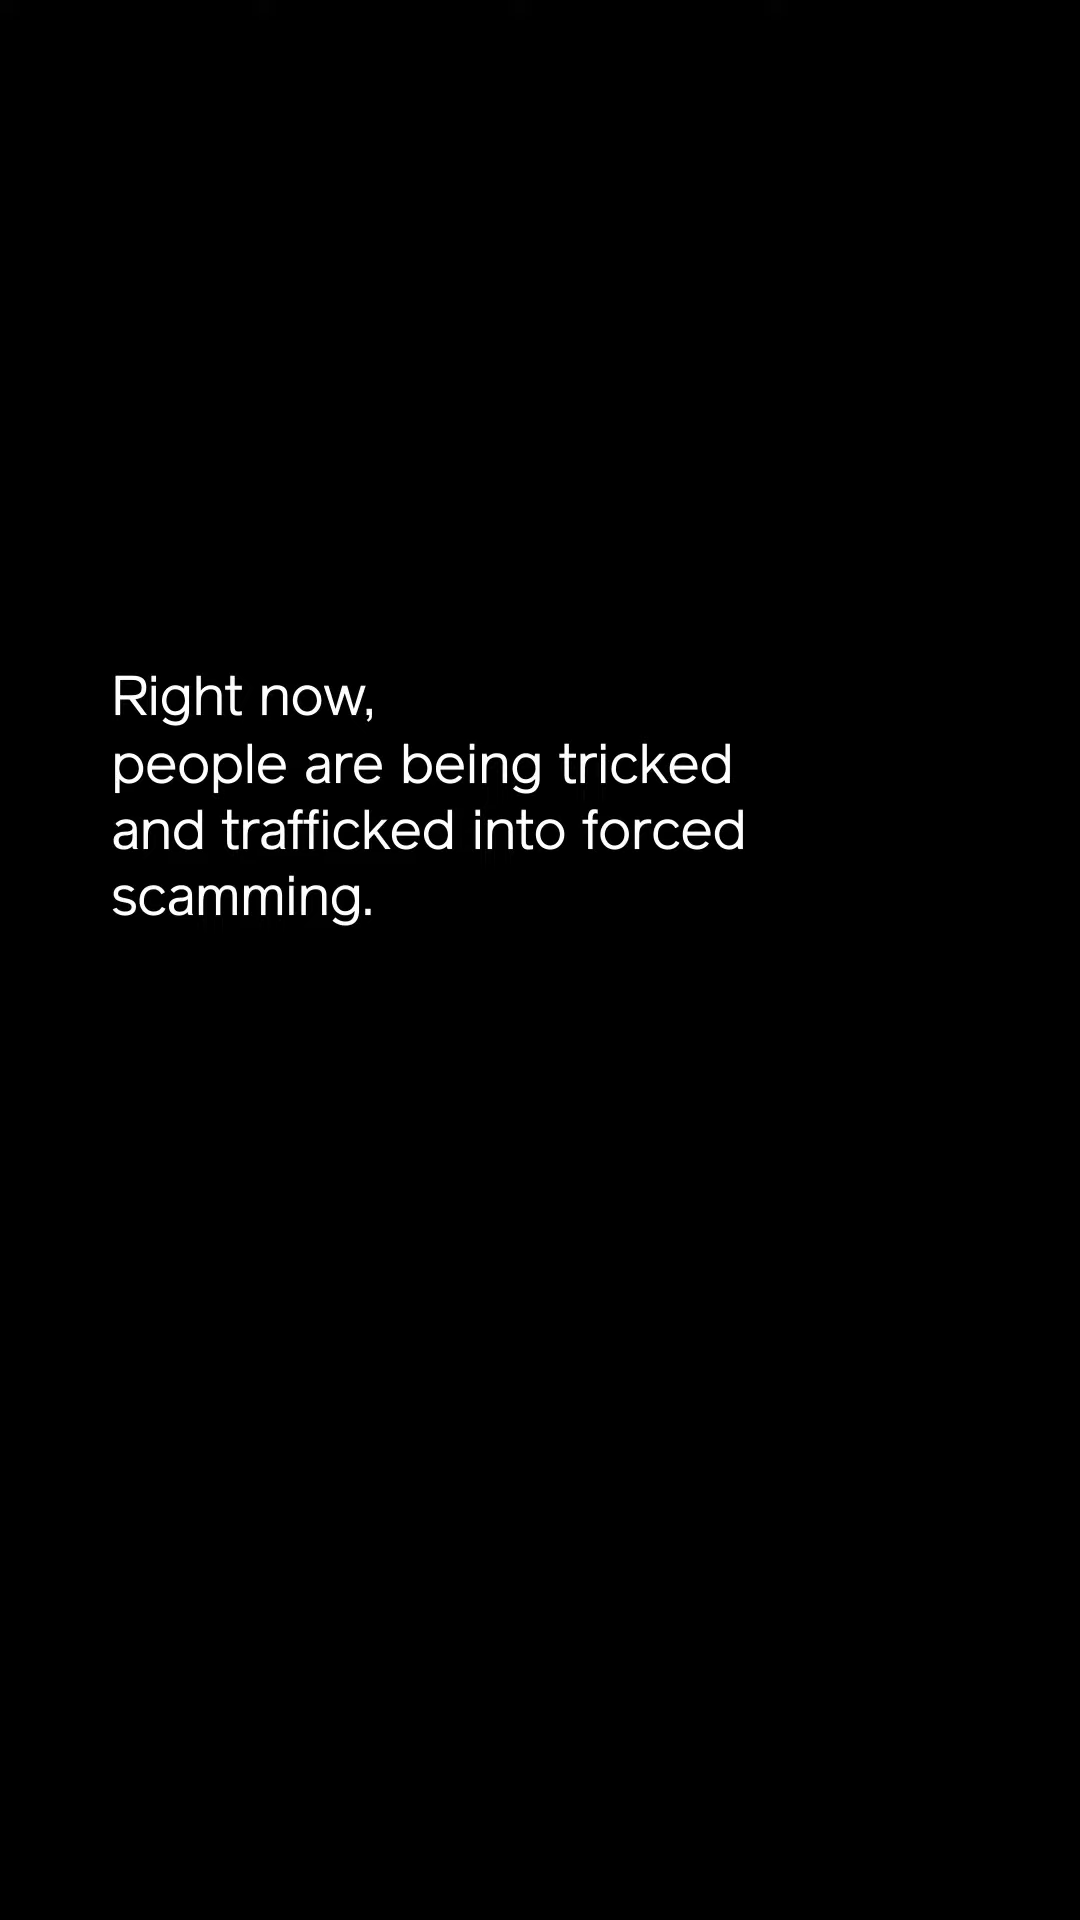 Right now,
people are being tricked
and trafficked into forced
scamming.